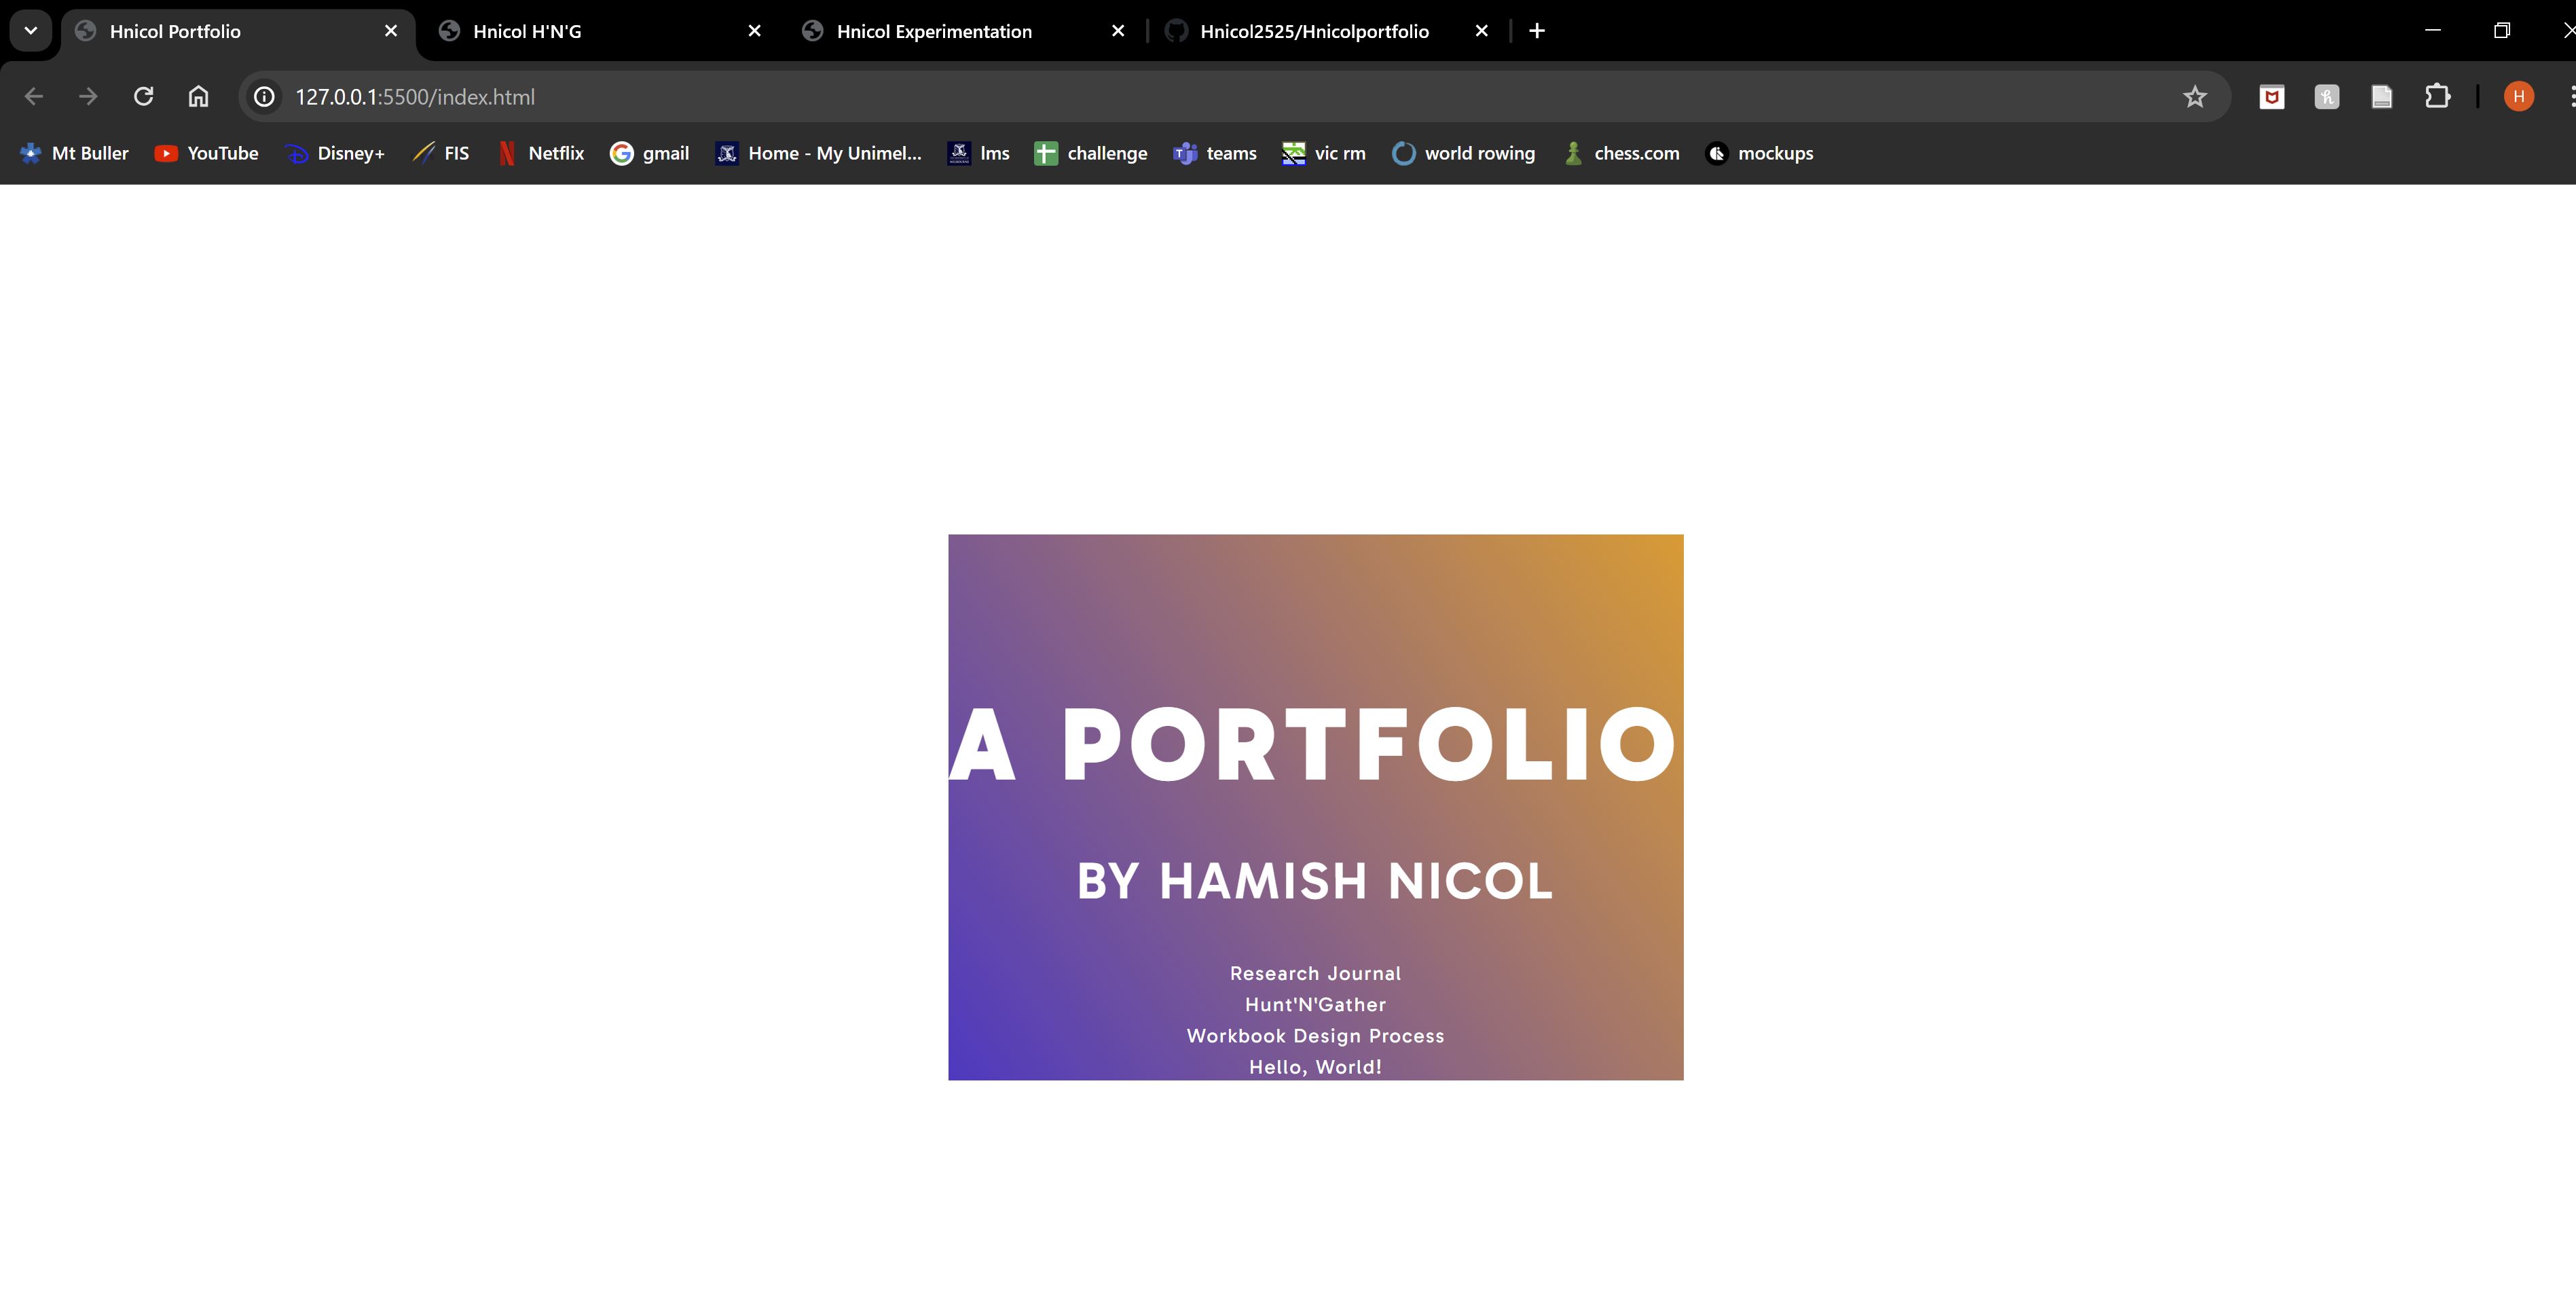 Hnicol Portfolio
Hnicol H'N'G
Hnicol Experimentation
Hnicol2525/Hnicolportfolio
127.0.0.1:5500/index.html
H
Mt Buller
YouTube
Disney+
FIS
Netflix
gmail
Home - My Unimel...
lms
challenge
teams
vic rm
world rowing
chess.com
mockups
A PORTFOLIO
BY HAMISH NICOL
Research Journal
Hunt'N'Gather
Workbook Design Process
Hello, World!